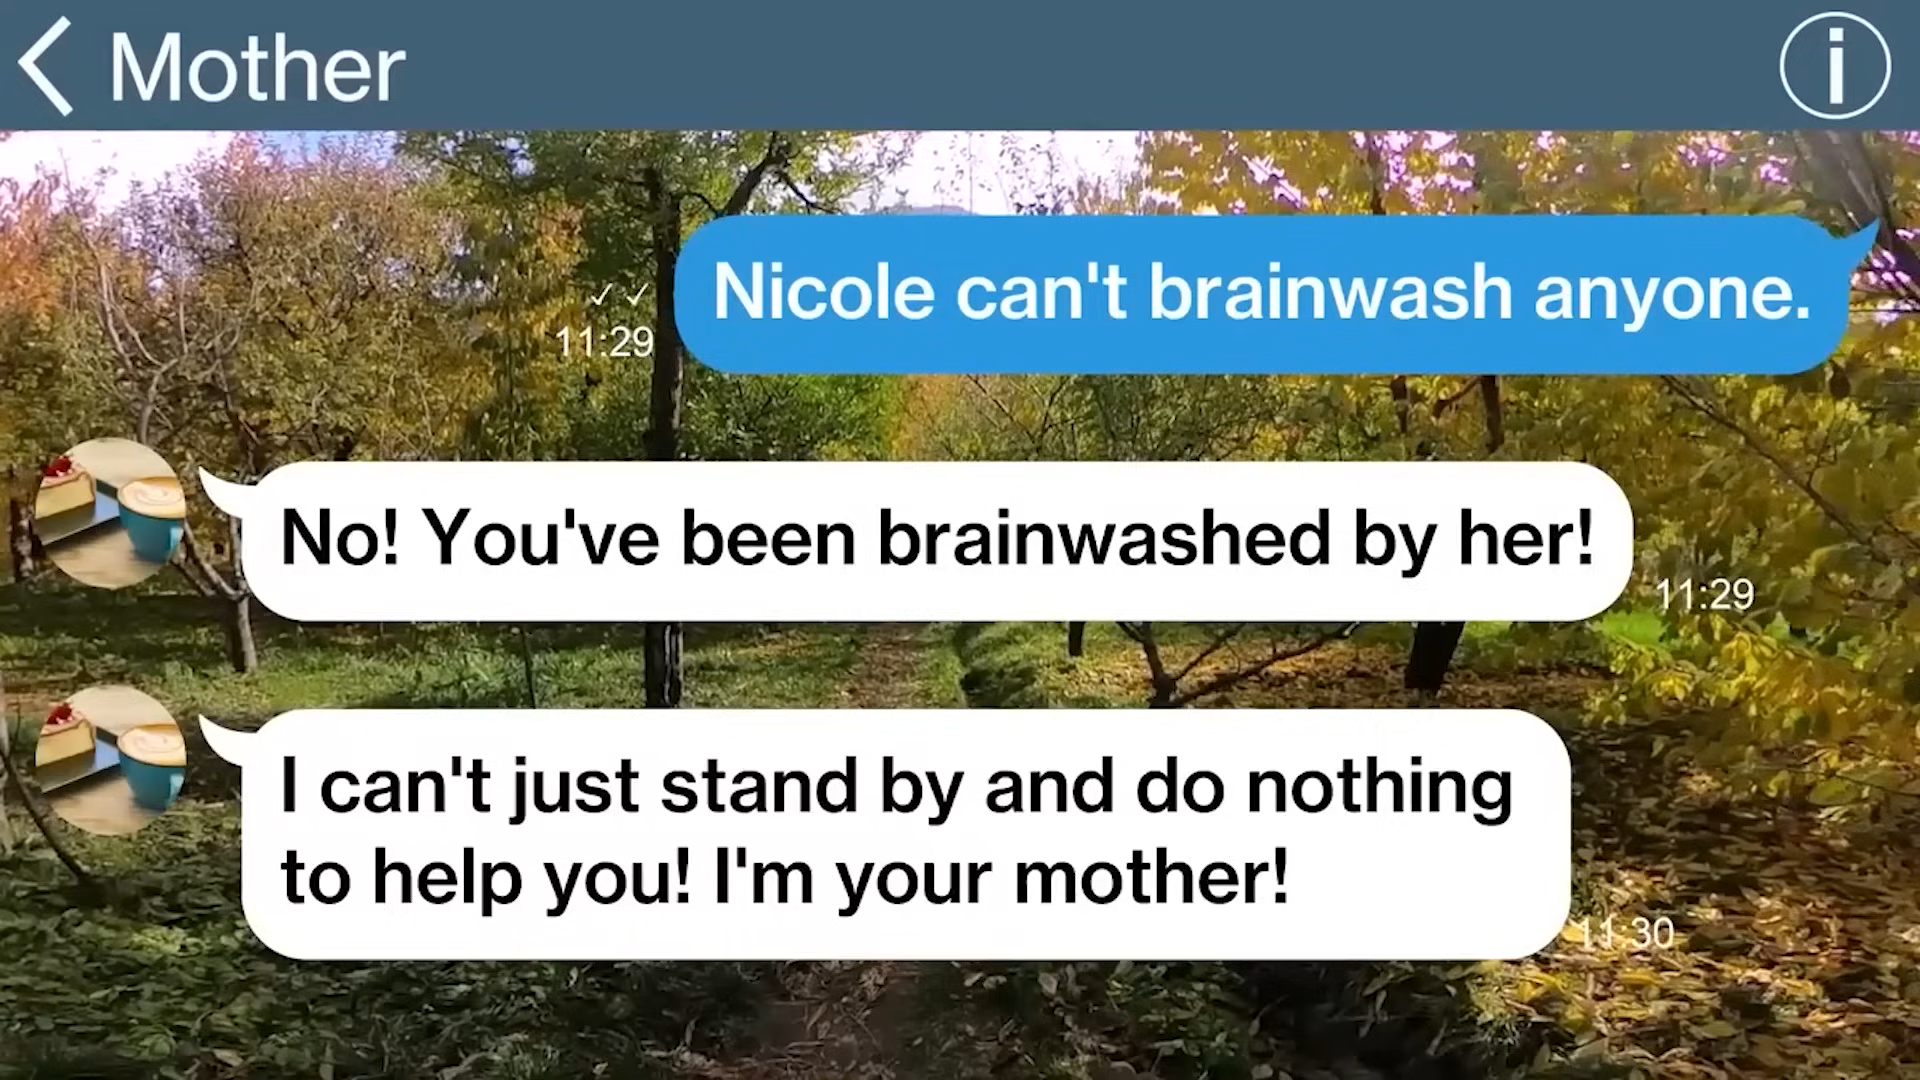 Mother
Nicole can't brainwash anyone.
11:29
No! You've been brainwashed by her!
11:29
I can't just stand by and do nothing
to help you! I'm your mother!
11:30